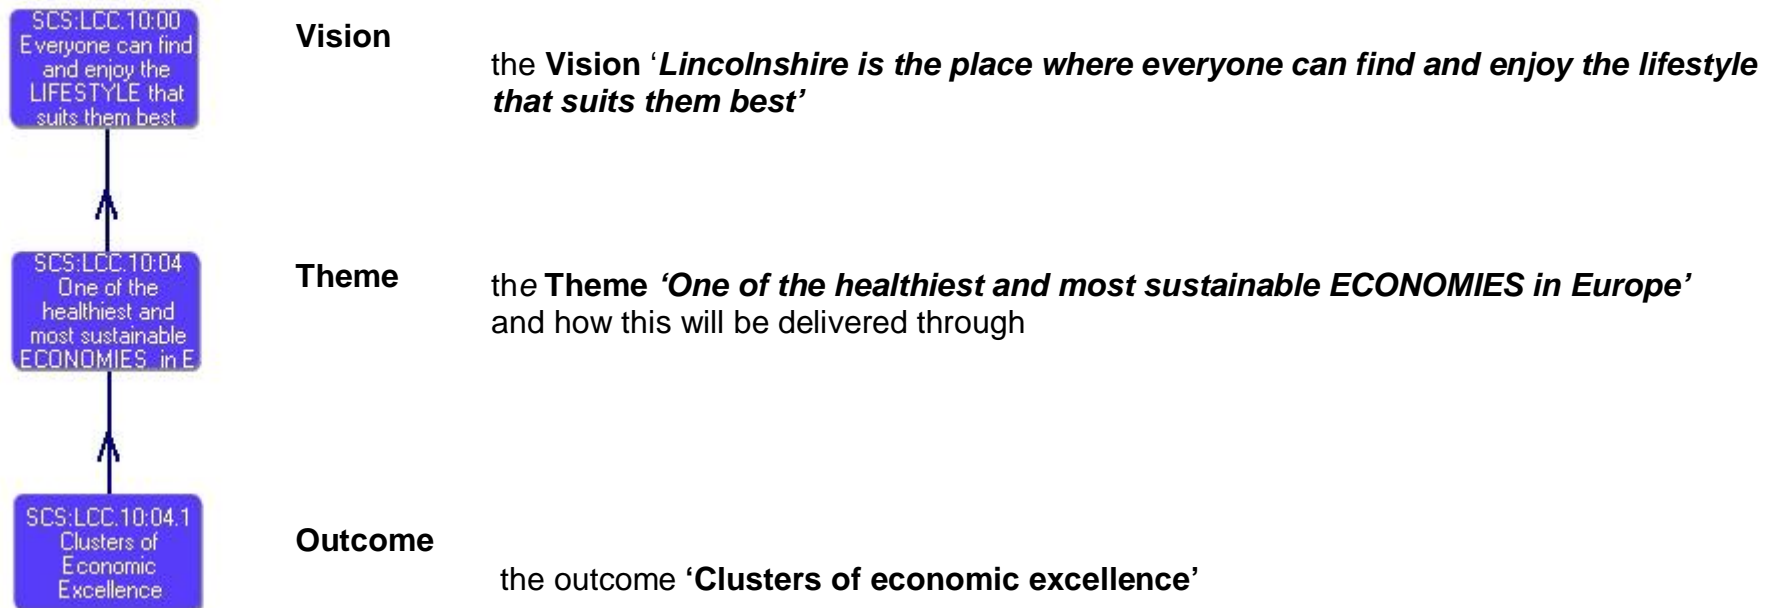 SCS:LCC.10:00
Everyone can find
and enjoy the
LIFESTYLE that
suits them best
Vision
the Vision ‘Lincolnshire is the place where everyone can find and enjoy the lifestyle
that suits them best’
SCS:LCC.10:04
One of the
healthiest and
most sustainable
ECONOMIES in E
Theme
the Theme ‘One of the healthiest and most sustainable ECONOMIES in Europe’
and how this will be delivered through
SCS:LCC.10:04.1
Clusters of
Economic
Excellence
Outcome
the outcome ‘Clusters of economic excellence’